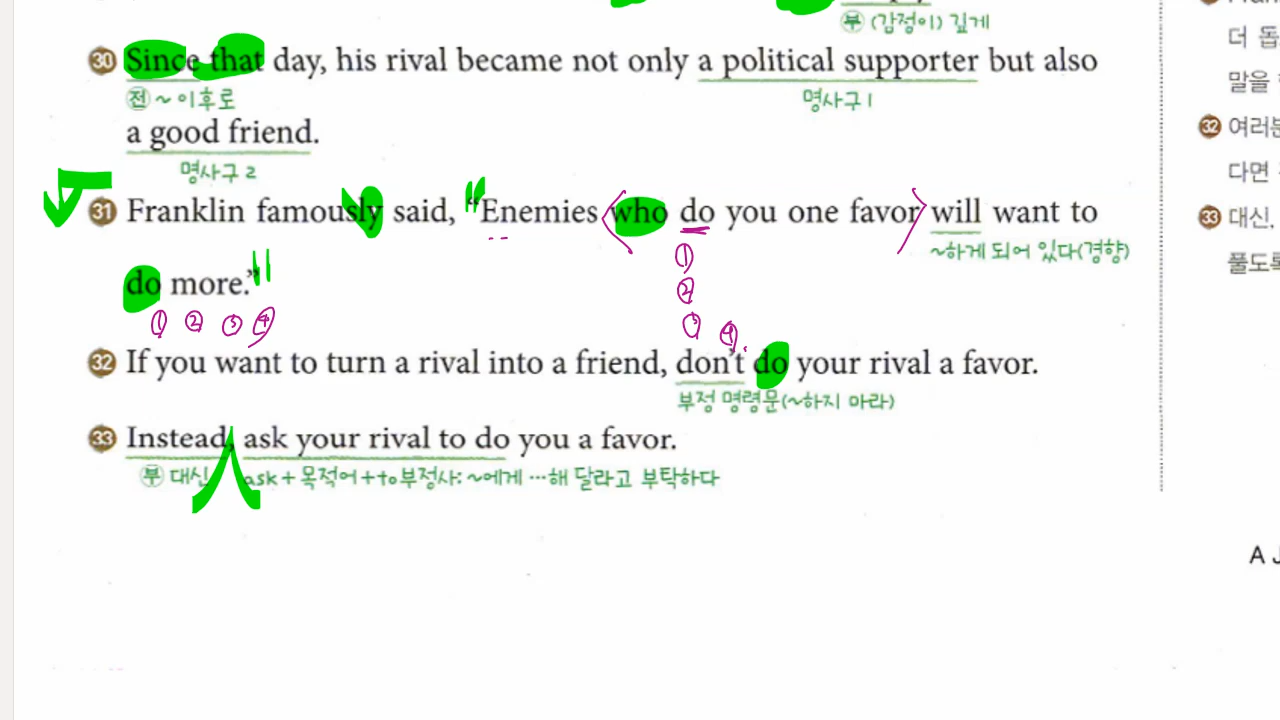 부 (감정이) 깊게
더 돕
30 Since that day, his rival became not only a political supporter but also
전 ~ 이후로
명사구 1
말을
a good friend.
명사구 2
32 여러분
다면
31 Franklin famously said, "Enemies who do you one favor will want to
33 대신,
~하게 되어 있다(경향)
풀도록
①
②
③ ④
do more."
① ② ③ ④
32 If you want to turn a rival into a friend, don't do your rival a favor.
부정 명령문(~하지 마라)
33 Instead, ask your rival to do you a favor.
부 대신 ask + 목적어 + to부정사: ~에게 …해 달라고 부탁하다
A J